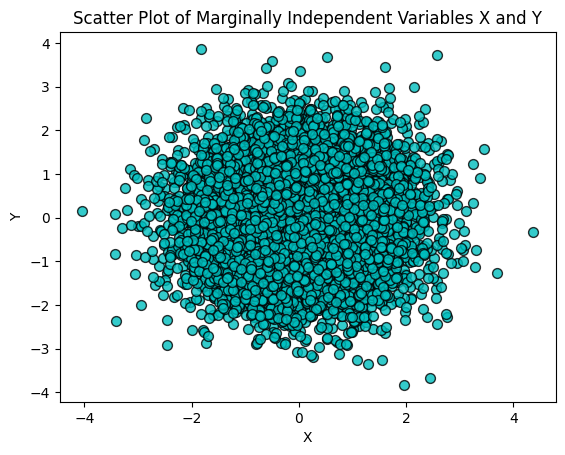 Scatter Plot of Marginally Independent Variables X and Y
4
3
2
1
0
−1
−2
−3
−4
Y
−4 −2 0 2 4
X